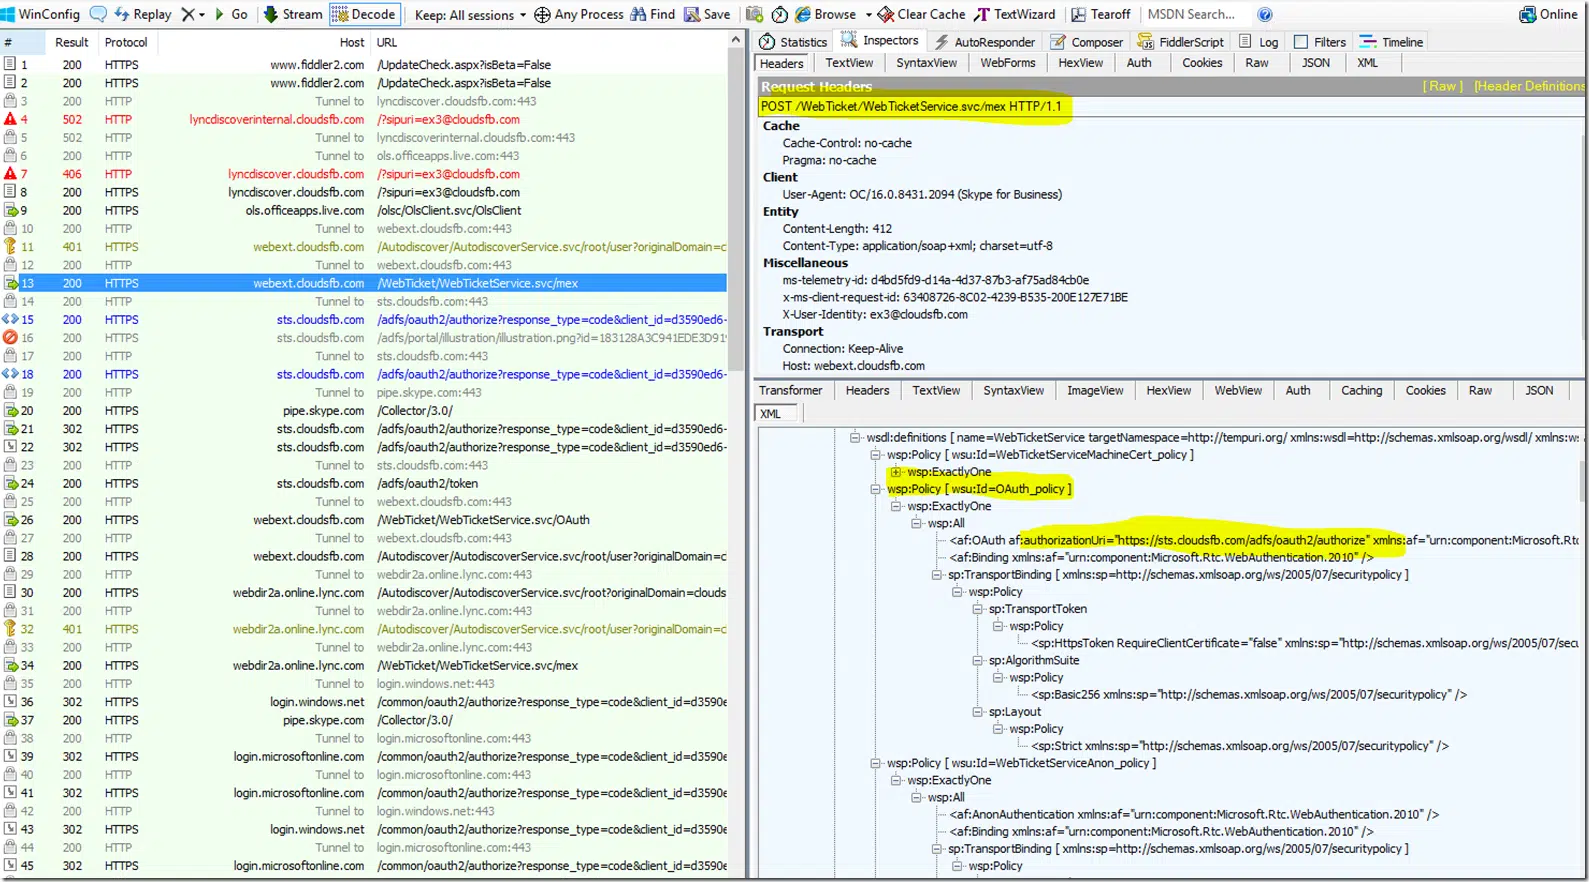 WinConfig Replay Go Stream Decode Keep: All sessions Any Process Find Save Browse Clear Cache TextWizard Tearoff MSDN Search... Online
# Result Protocol Host URL
1 200 HTTPS www.fiddler2.com /UpdateCheck.aspx?isBeta=False
2 200 HTTPS www.fiddler2.com /UpdateCheck.aspx?isBeta=False
3 200 HTTP Tunnel to lyncdiscover.cloudsfb.com:443
4 502 HTTP lyncdiscoverinternal.cloudsfb.com /?sipuri=ex3@cloudsfb.com
5 502 HTTP Tunnel to lyncdiscoverinternal.cloudsfb.com:443
6 200 HTTP Tunnel to ols.officeapps.live.com:443
7 406 HTTP lyncdiscover.cloudsfb.com /?sipuri=ex3@cloudsfb.com
8 200 HTTPS lyncdiscover.cloudsfb.com /?sipuri=ex3@cloudsfb.com
9 200 HTTPS ols.officeapps.live.com /olsc/OlsClient.svc/OlsClient
10 200 HTTP Tunnel to webext.cloudsfb.com:443
11 401 HTTPS webext.cloudsfb.com /Autodiscover/AutodiscoverService.svc/root/user?originalDomain=c
12 200 HTTP Tunnel to webext.cloudsfb.com:443
13 200 HTTPS webext.cloudsfb.com /WebTicket/WebTicketService.svc/mex
14 200 HTTP Tunnel to sts.cloudsfb.com:443
15 200 HTTPS sts.cloudsfb.com /adfs/oauth2/authorize?response_type=code&client_id=d3590ed6-
16 200 HTTPS sts.cloudsfb.com /adfs/portal/illustration/illustration.png?id=183128A3C941EDE3D91
17 200 HTTP Tunnel to sts.cloudsfb.com:443
18 200 HTTPS sts.cloudsfb.com /adfs/oauth2/authorize?response_type=code&client_id=d3590ed6-
19 200 HTTP Tunnel to pipe.skype.com:443
20 200 HTTPS pipe.skype.com /Collector/3.0/
21 302 HTTPS sts.cloudsfb.com /adfs/oauth2/authorize?response_type=code&client_id=d3590ed6-
22 302 HTTPS sts.cloudsfb.com /adfs/oauth2/authorize?response_type=code&client_id=d3590ed6-
23 200 HTTP Tunnel to sts.cloudsfb.com:443
24 200 HTTPS sts.cloudsfb.com /adfs/oauth2/token
25 200 HTTP Tunnel to webext.cloudsfb.com:443
26 200 HTTPS webext.cloudsfb.com /WebTicket/WebTicketService.svc/OAuth
27 200 HTTP Tunnel to webext.cloudsfb.com:443
28 200 HTTPS webext.cloudsfb.com /Autodiscover/AutodiscoverService.svc/root/user?originalDomain=c
29 200 HTTP Tunnel to webdir2a.online.lync.com:443
30 200 HTTPS webdir2a.online.lync.com /Autodiscover/AutodiscoverService.svc/root?originalDomain=clouds
31 200 HTTP Tunnel to webdir2a.online.lync.com:443
32 401 HTTPS webdir2a.online.lync.com /Autodiscover/AutodiscoverService.svc/root/user?originalDomain=c
33 200 HTTP Tunnel to webdir2a.online.lync.com:443
34 200 HTTPS webdir2a.online.lync.com /WebTicket/WebTicketService.svc/mex
35 200 HTTP Tunnel to login.windows.net:443
36 302 HTTPS login.windows.net /common/oauth2/authorize?response_type=code&client_id=d3590e
37 200 HTTPS pipe.skype.com /Collector/3.0/
38 200 HTTP Tunnel to login.microsoftonline.com:443
39 302 HTTPS login.microsoftonline.com /common/oauth2/authorize?response_type=code&client_id=d3590e
40 200 HTTP Tunnel to login.microsoftonline.com:443
41 302 HTTPS login.microsoftonline.com /common/oauth2/authorize?response_type=code&client_id=d3590e
42 200 HTTP Tunnel to login.windows.net:443
43 302 HTTPS login.windows.net /common/oauth2/authorize?response_type=code&client_id=d3590e
44 200 HTTP Tunnel to login.microsoftonline.com:443
45 302 HTTPS login.microsoftonline.com /common/oauth2/authorize?response_type=code&client_id=d3590e
Statistics Inspectors AutoResponder Composer FiddlerScript Log Filters Timeline
Headers TextView SyntaxView WebForms HexView Auth Cookies Raw JSON XML
Request Headers [ Raw ] [Header Definitions
POST /WebTicket/WebTicketService.svc/mex HTTP/1.1
Cache
Cache-Control: no-cache
Pragma: no-cache
Client
User-Agent: OC/16.0.8431.2094 (Skype for Business)
Entity
Content-Length: 412
Content-Type: application/soap+xml; charset=utf-8
Miscellaneous
ms-telemetry-id: d4bd5fd9-d14a-4d37-87b3-af75ad84cb0e
x-ms-client-request-id: 63408726-8C02-4239-B535-200E127E71BE
X-User-Identity: ex3@cloudsfb.com
Transport
Connection: Keep-Alive
Host: webext.cloudsfb.com
Transformer Headers TextView SyntaxView ImageView HexView WebView Auth Caching Cookies Raw JSON
XML
wsdl:definitions [ name=WebTicketService targetNamespace=http://tempuri.org/ xmlns:wsdl=http://schemas.xmlsoap.org/wsdl/ xmlns:ws
wsp:Policy [ wsu:Id=WebTicketServiceMachineCert_policy ]
wsp:ExactlyOne
wsp:Policy [ wsu:Id=OAuth_policy ]
wsp:ExactlyOne
wsp:All
<af:OAuth af:authorizationUri="https://sts.cloudsfb.com/adfs/oauth2/authorize" xmlns:af="urn:component:Microsoft.Rtc
<af:Binding xmlns:af="urn:component:Microsoft.Rtc.WebAuthentication.2010" />
sp:TransportBinding [ xmlns:sp=http://schemas.xmlsoap.org/ws/2005/07/securitypolicy ]
wsp:Policy
sp:TransportToken
wsp:Policy
<sp:HttpsToken RequireClientCertificate="false" xmlns:sp="http://schemas.xmlsoap.org/ws/2005/07/secu
sp:AlgorithmSuite
wsp:Policy
<sp:Basic256 xmlns:sp="http://schemas.xmlsoap.org/ws/2005/07/securitypolicy" />
sp:Layout
wsp:Policy
<sp:Strict xmlns:sp="http://schemas.xmlsoap.org/ws/2005/07/securitypolicy" />
wsp:Policy [ wsu:Id=WebTicketServiceAnon_policy ]
wsp:ExactlyOne
wsp:All
<af:AnonAuthentication xmlns:af="urn:component:Microsoft.Rtc.WebAuthentication.2010" />
<af:Binding xmlns:af="urn:component:Microsoft.Rtc.WebAuthentication.2010" />
sp:TransportBinding [ xmlns:sp=http://schemas.xmlsoap.org/ws/2005/07/securitypolicy ]
wsp:Policy